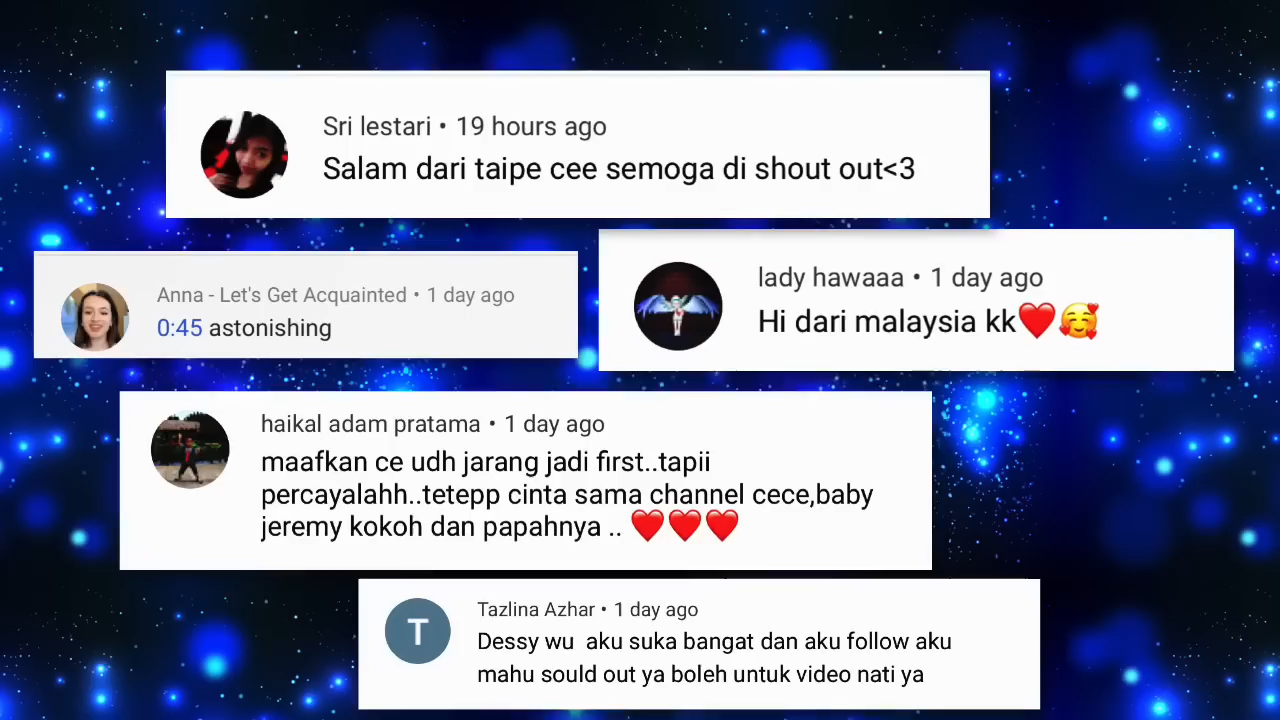 Sri lestari • 19 hours ago
Salam dari taipe cee semoga di shout out<3
Anna - Let's Get Acquainted • 1 day ago
0:45 astonishing
lady hawaaa • 1 day ago
Hi dari malaysia kk❤️🥰
haikal adam pratama • 1 day ago
maafkan ce udh jarang jadi first..tapii
percayalahh..tetepp cinta sama channel cece,baby
jeremy kokoh dan papahnya .. ❤️❤️❤️
T
Tazlina Azhar • 1 day ago
Dessy wu  aku suka bangat dan aku follow aku
mahu sould out ya boleh untuk video nati ya